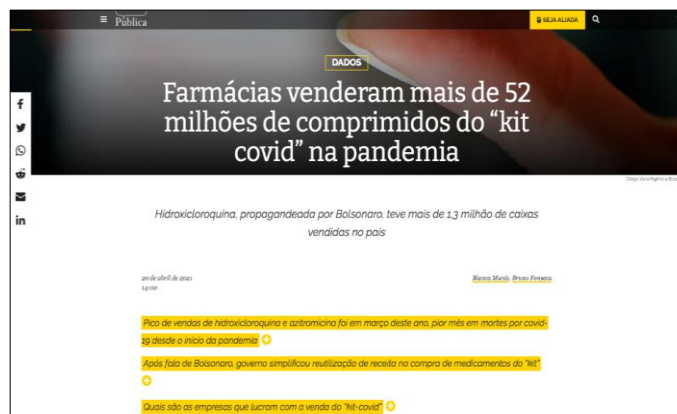 Pública
SEJA ALIADA
DADOS
Farmácias venderam mais de 52
milhões de comprimidos do “kit
covid” na pandemia
Hidroxicloroquina, propagandeada por Bolsonaro, teve mais de 1,3 milhão de caixas
vendidas no país
20 de abril de 2021
14:00
Bianca Muniz, Bruno Fonseca
Pico de vendas de hidroxicloroquina e azitromicina foi em março deste ano, pior mês em mortes por covid-
19 desde o início da pandemia
Após fala de Bolsonaro, governo simplificou reutilização de receita na compra de medicamentos do “kit”
Quais são as empresas que lucram com a venda do “kit-covid”